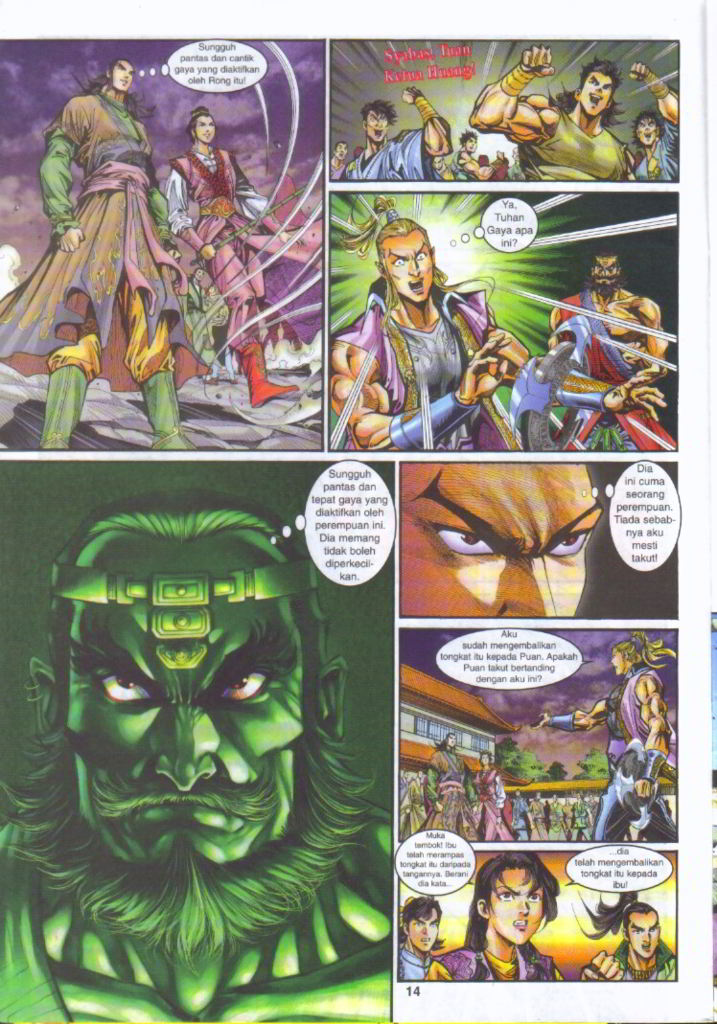 Sungguh
pantas dan cantik
gaya yang diaktifkan
oleh Rong itu!
Syabas! Tuan
Ketua Huang!
Ya,
Tuhan
Gaya apa
ini?
Sungguh
pantas dan
tepat gaya yang
diaktifkan oleh
perempuan ini.
Dia memang
tidak boleh
diperkecil-
kan.
Dia
ini cuma
seorang
perempuan.
Tiada sebab-
nya aku
mesti
takut!
Aku
sudah mengembalikan
tongkat itu kepada Puan. Apakah
Puan takut bertanding
dengan aku ini?
Muka
tembok! Ibu
telah merampas
tongkat itu daripada
tangannya. Berani
dia kata...
...dia
telah mengembalikan
tongkat itu kepada
ibu!
14